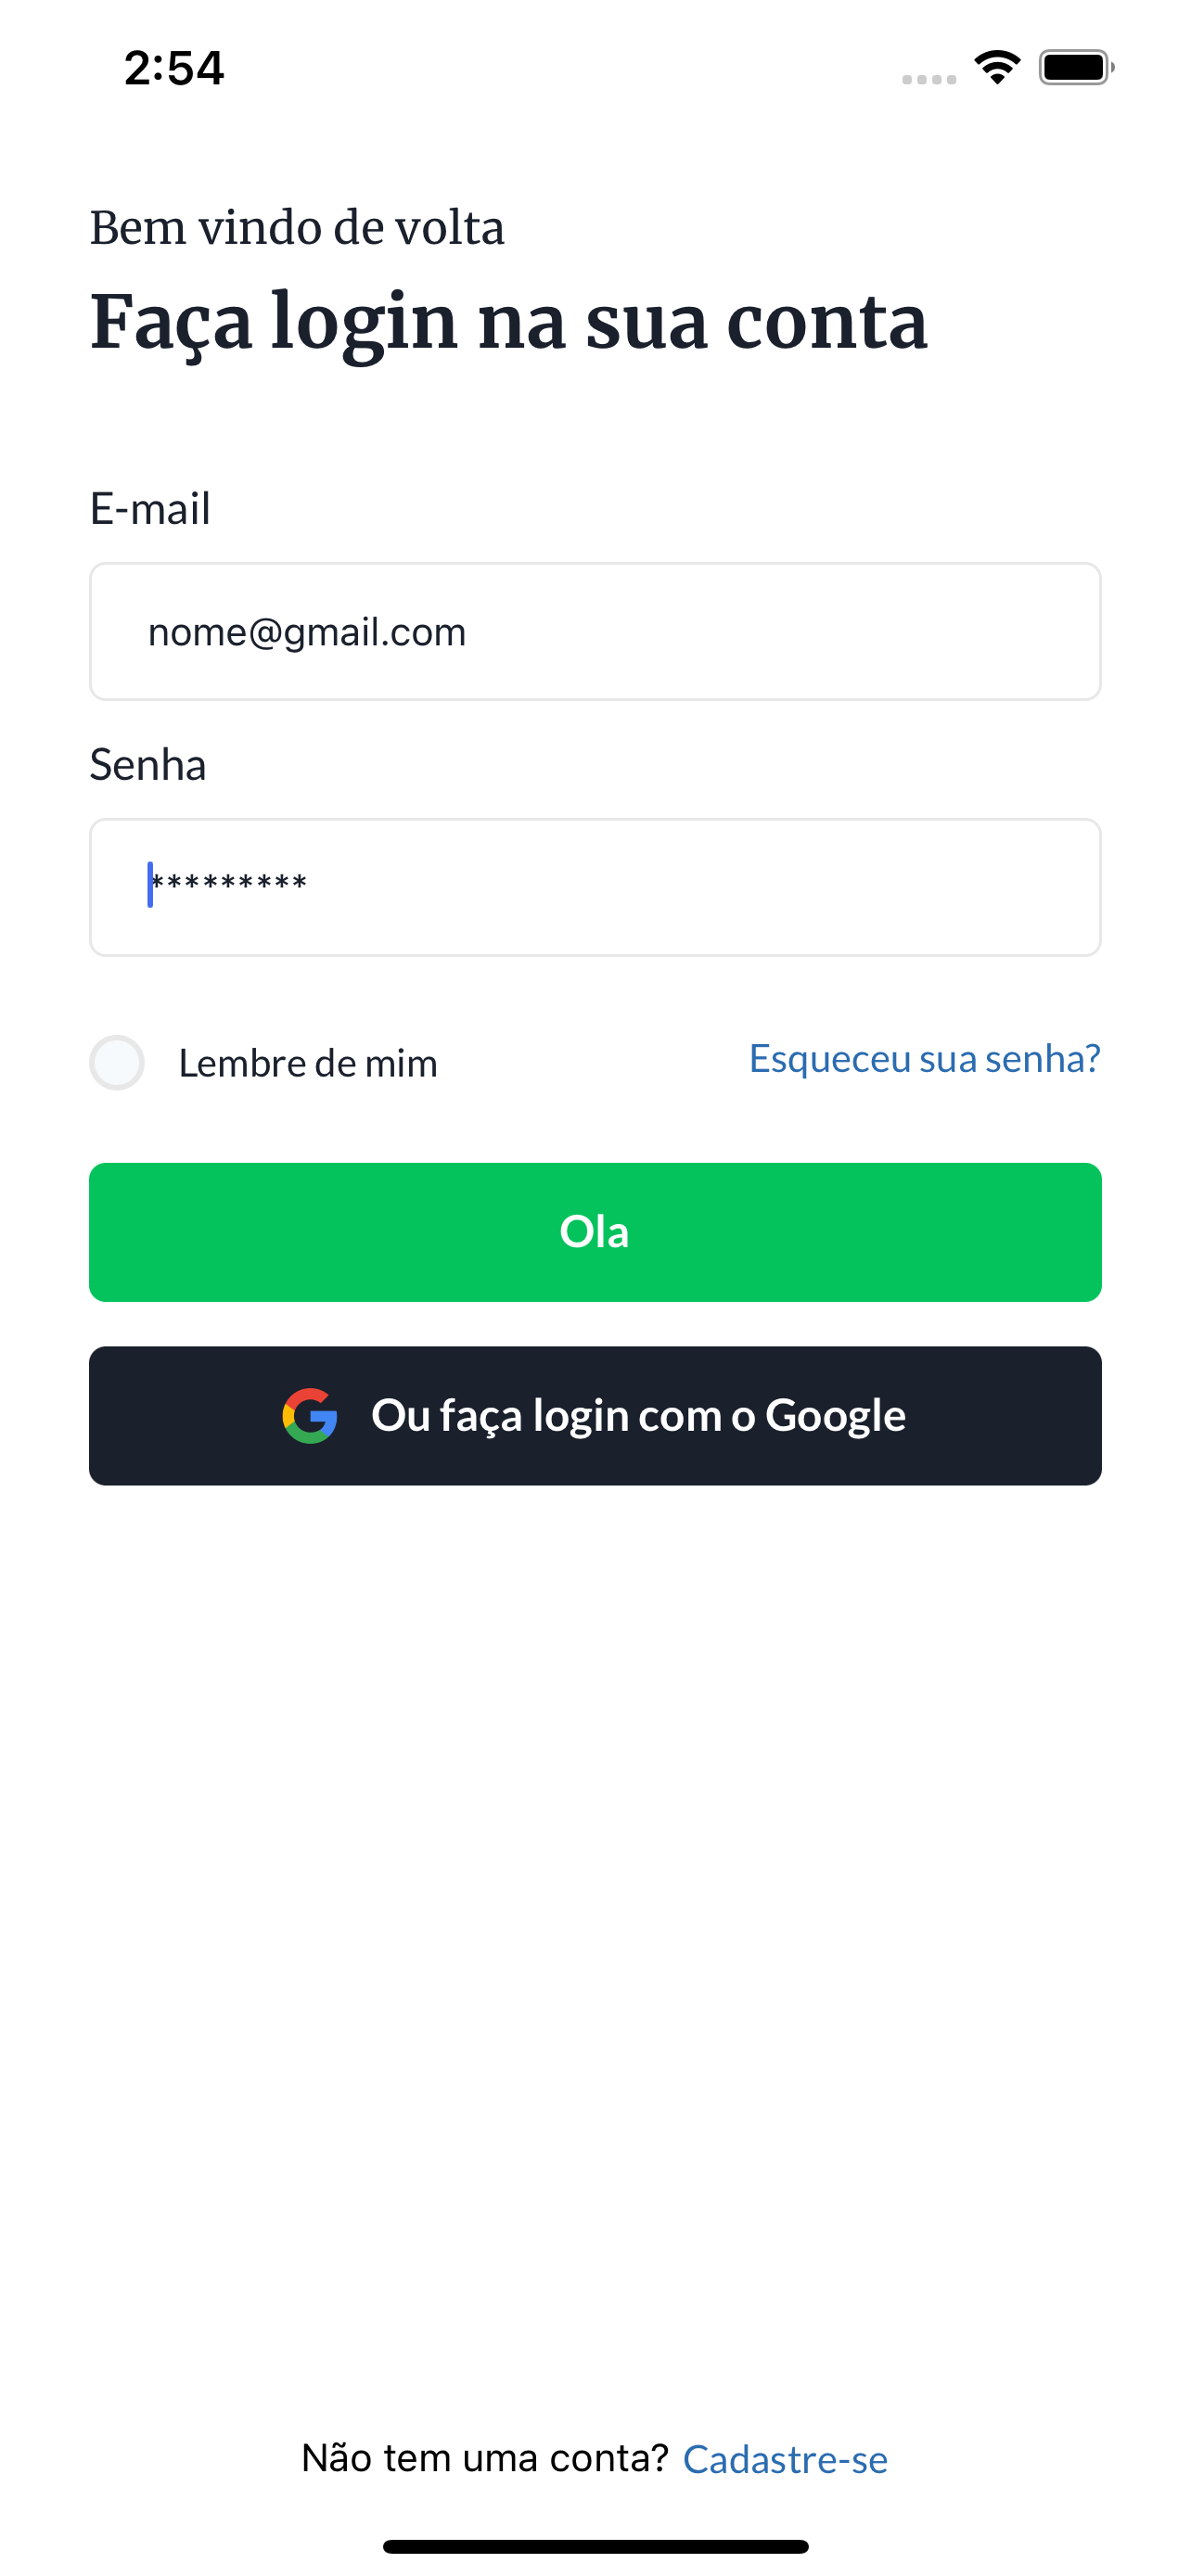 2:54
Bem vindo de volta
Faça login na sua conta
E-mail
nome@gmail.com
Senha
*********
Lembre de mim
Esqueceu sua senha?
Ola
Ou faça login com o Google
Não tem uma conta? Cadastre-se